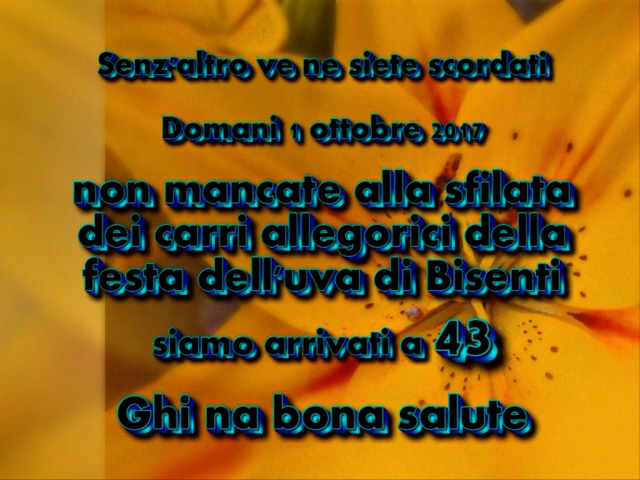 Senz'altro ve ne siete scordati
Domani 1 ottobre 2017
non mancate alla sfilata
dei carri allegorici della
festa dell'uva di Bisenti
siamo arrivati a 43
Ghi na bona salute